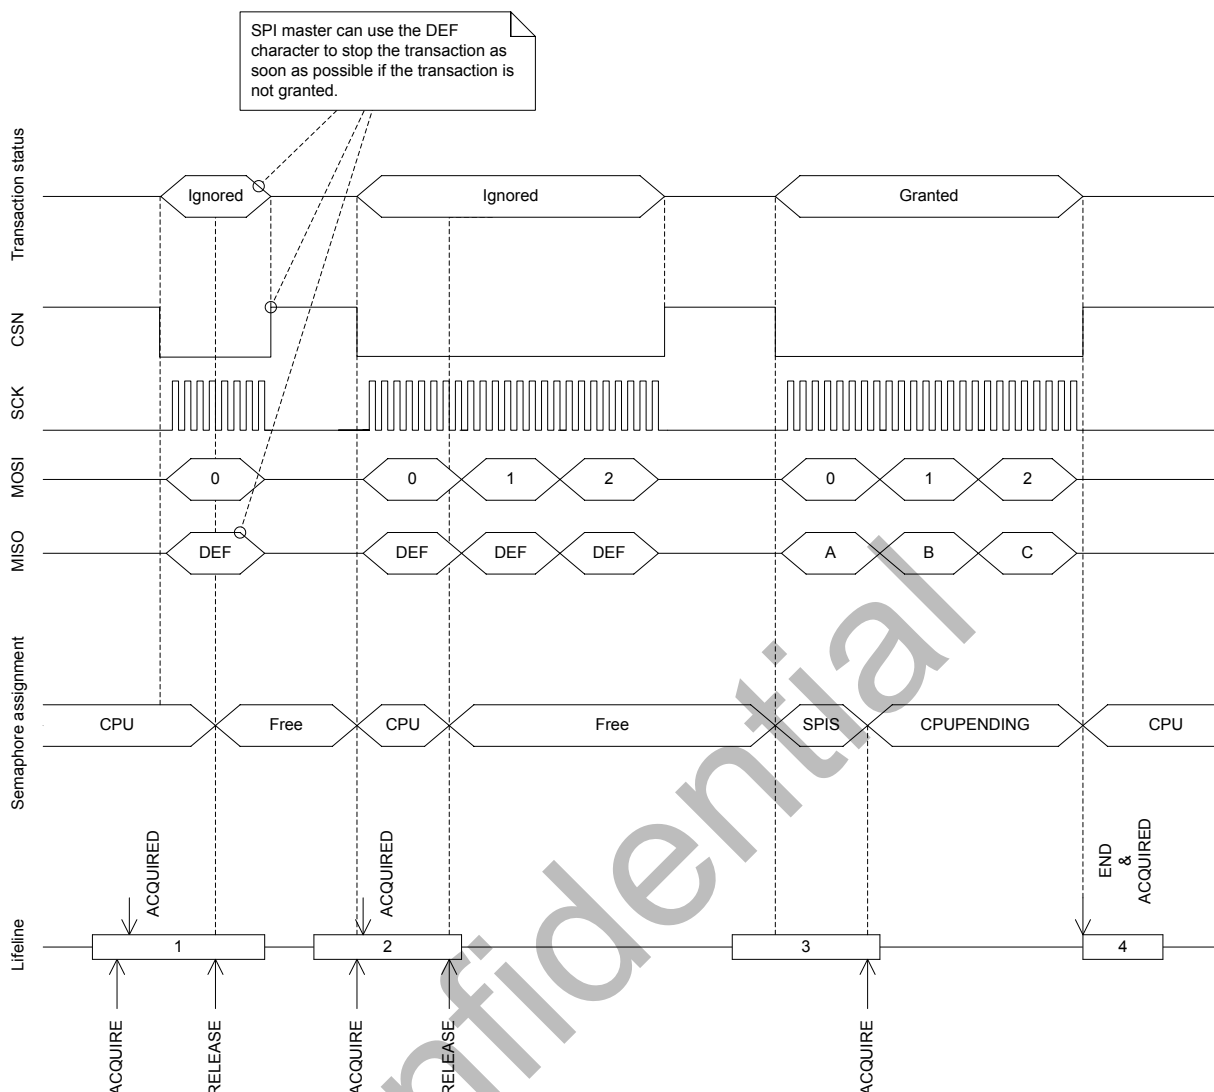 SPI master can use the DEF
character to stop the transaction as
soon as possible if the transaction is
not granted.
Transaction status
Ignored
Ignored
Granted
CSN
SCK
MOSI
0
0
1
2
0
1
2
MISO
DEF
DEF
DEF
DEF
A
B
C
Semaphore assignment
CPU
Free
CPU
Free
SPIS
CPUPENDING
CPU
ACQUIRED
ACQUIRED
END
&
ACQUIRED
Lifeline
1
2
3
4
ACQUIRE
RELEASE
ACQUIRE
RELEASE
ACQUIRE